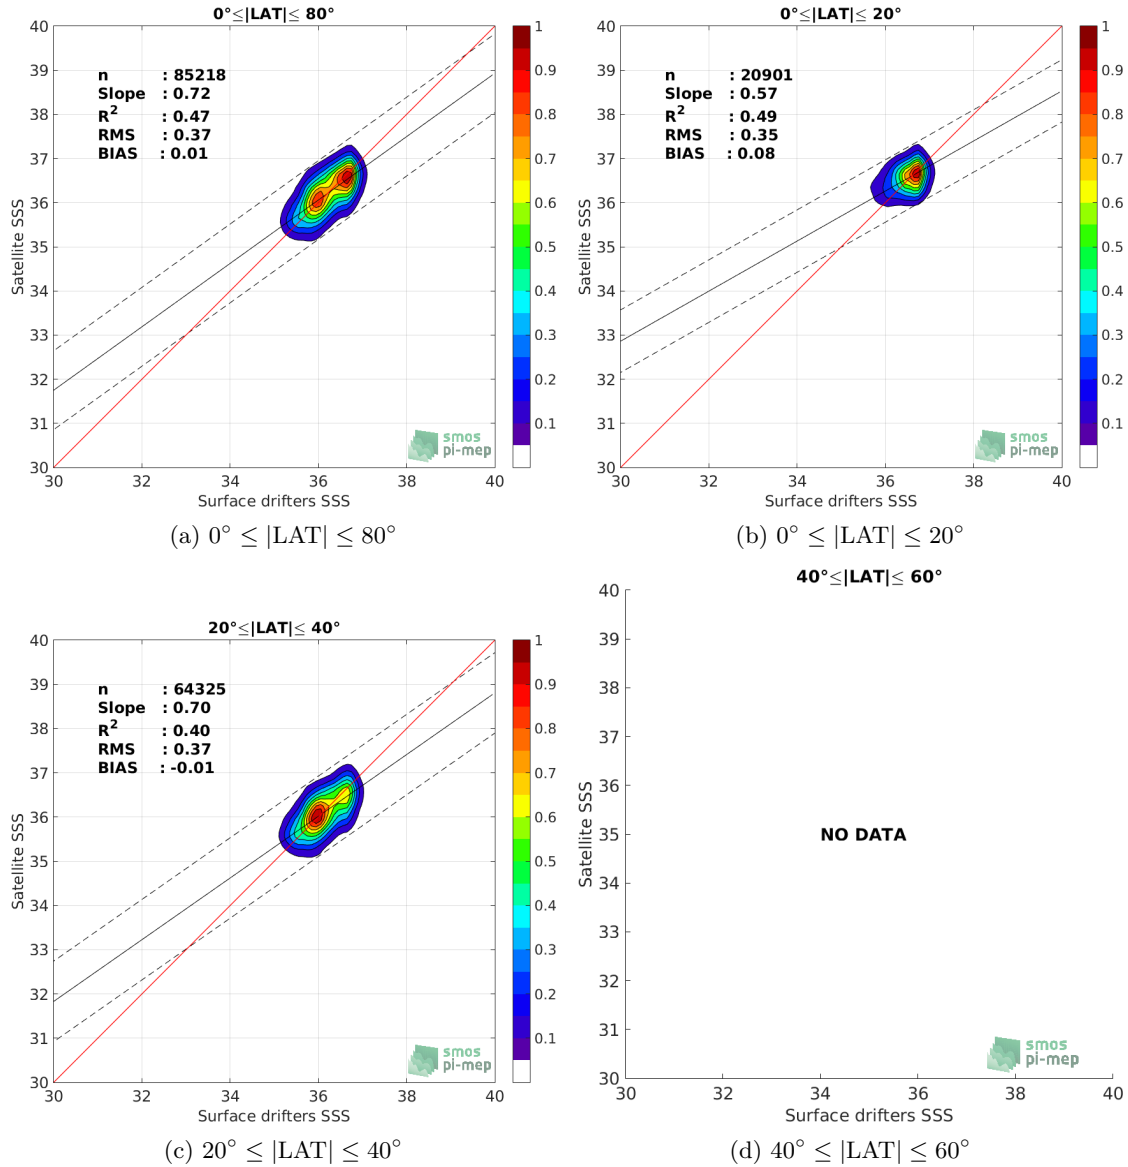 0°≤|LAT|≤ 80°
40
39
38
37
36
35
34
33
32
31
30
Satellite SSS
n : 85218
Slope : 0.72
R² : 0.47
RMS : 0.37
BIAS : 0.01
smos
pi-mep
30 32 34 36 38 40
Surface drifters SSS
1
0.9
0.8
0.7
0.6
0.5
0.4
0.3
0.2
0.1
(a) 0° ≤ |LAT| ≤ 80°
0°≤|LAT|≤ 20°
40
39
38
37
36
35
34
33
32
31
30
Satellite SSS
n : 20901
Slope : 0.57
R² : 0.49
RMS : 0.35
BIAS : 0.08
smos
pi-mep
30 32 34 36 38 40
Surface drifters SSS
1
0.9
0.8
0.7
0.6
0.5
0.4
0.3
0.2
0.1
(b) 0° ≤ |LAT| ≤ 20°
20°≤|LAT|≤ 40°
40
39
38
37
36
35
34
33
32
31
30
Satellite SSS
n : 64325
Slope : 0.70
R² : 0.40
RMS : 0.37
BIAS : -0.01
smos
pi-mep
30 32 34 36 38 40
Surface drifters SSS
1
0.9
0.8
0.7
0.6
0.5
0.4
0.3
0.2
0.1
(c) 20° ≤ |LAT| ≤ 40°
40°≤|LAT|≤ 60°
40
39
38
37
36
35
34
33
32
31
30
Satellite SSS
NO DATA
smos
pi-mep
30 32 34 36 38 40
Surface drifters SSS
(d) 40° ≤ |LAT| ≤ 60°